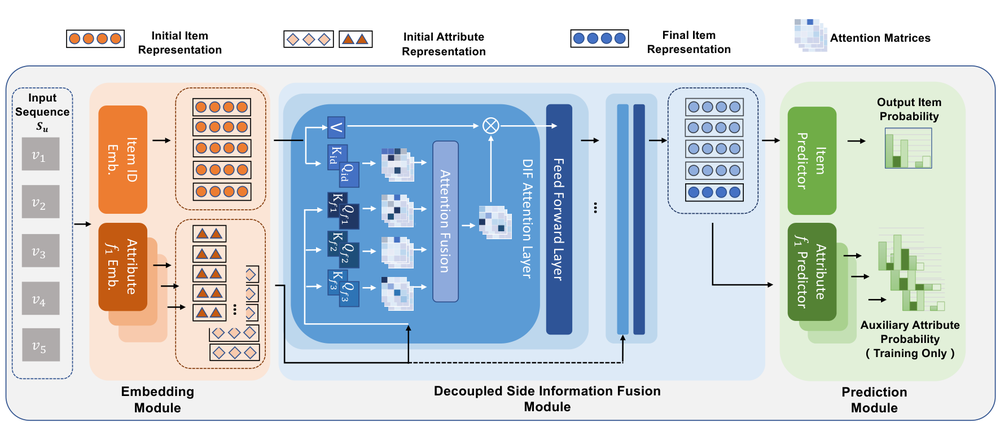 Initial Item
Representation
Initial Attribute
Representation
Final Item
Representation
Attention Matrices
Input
Sequence
S_u
v_1
v_2
v_3
v_4
v_5
Item ID
Emb.
Attribute
f_1 Emb.
...
Embedding
Module
V
K_id
Q_id
K_f1
Q_f1
K_f2
Q_f2
K_f3
Q_f3
Attention Fusion
DIF Attention Layer
Feed Forward Layer
...
...
Decoupled Side Information Fusion
Module
Item
Predictor
Attribute
f_1 Predictor
Output Item
Probability
Auxiliary Attribute
Probability
( Training Only )
Prediction
Module